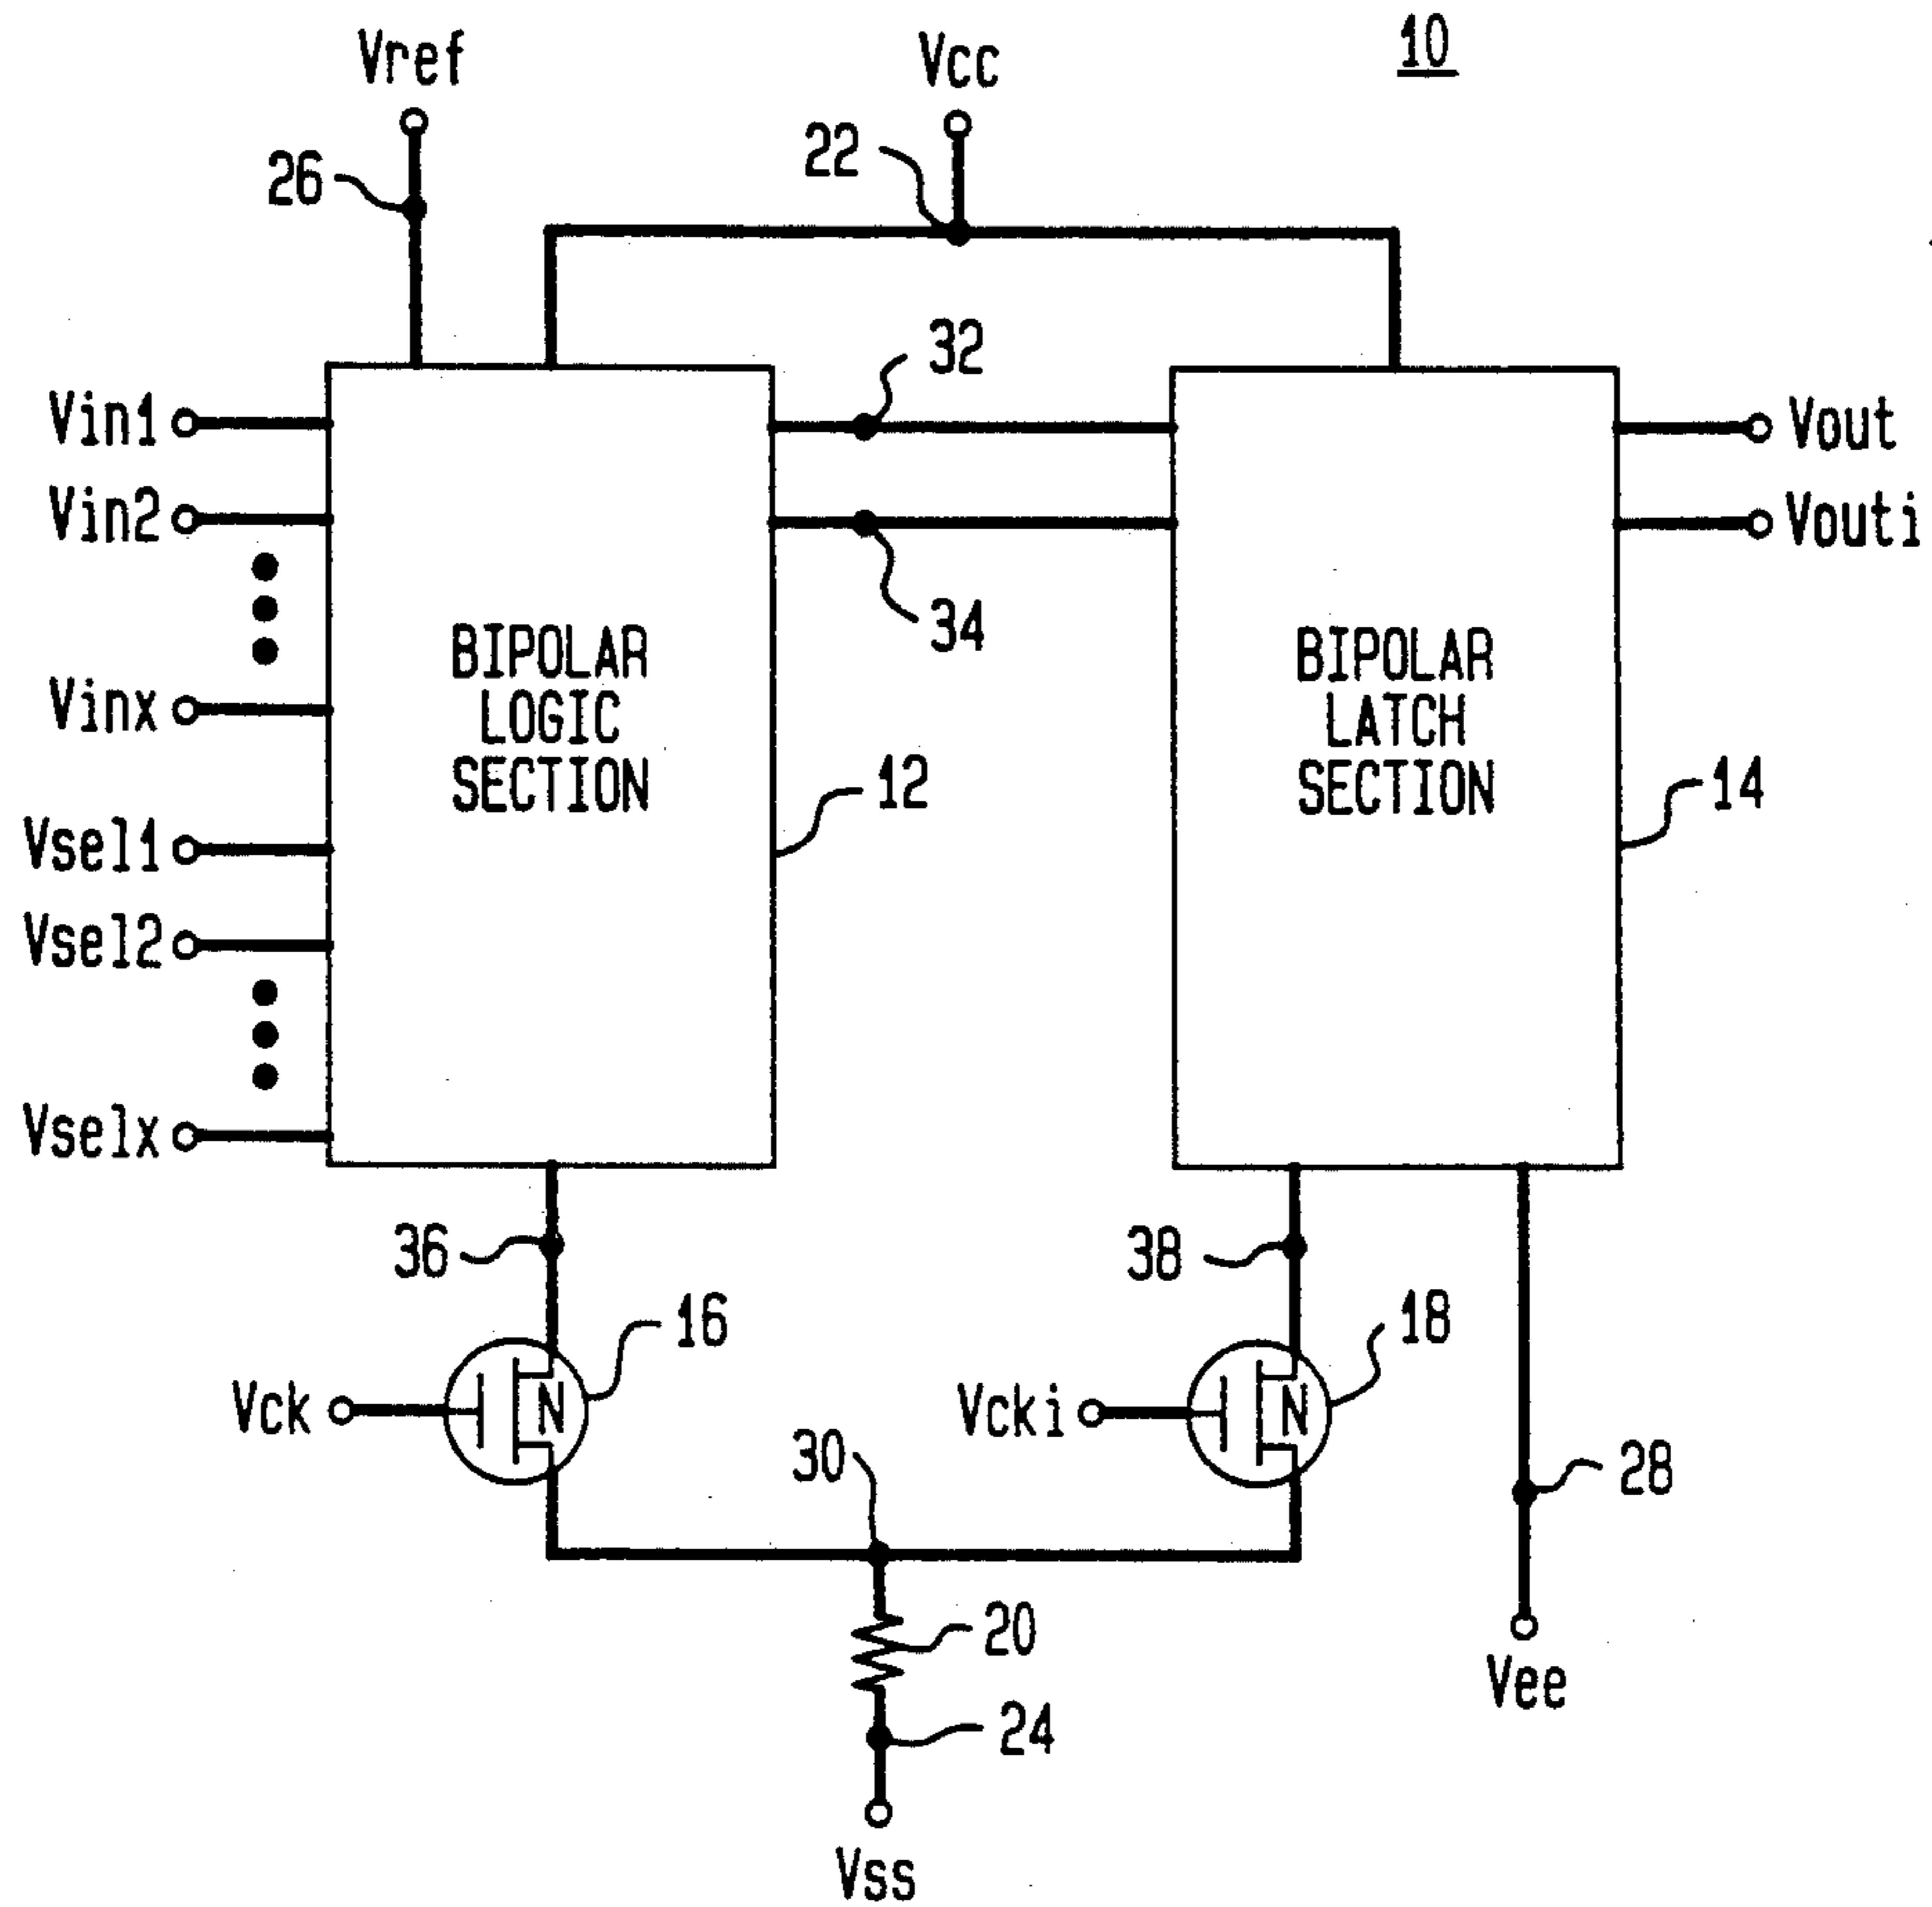 10
Vref
Vcc
26
22
32
Vin1
Vout
Vin2
Vouti
34
BIPOLAR
LOGIC
SECTION
BIPOLAR
LATCH
SECTION
Vinx
12
14
Vsel1
Vsel2
Vselx
36
38
16
18
Vck
N
Vcki
N
30
28
20
Vee
24
Vss